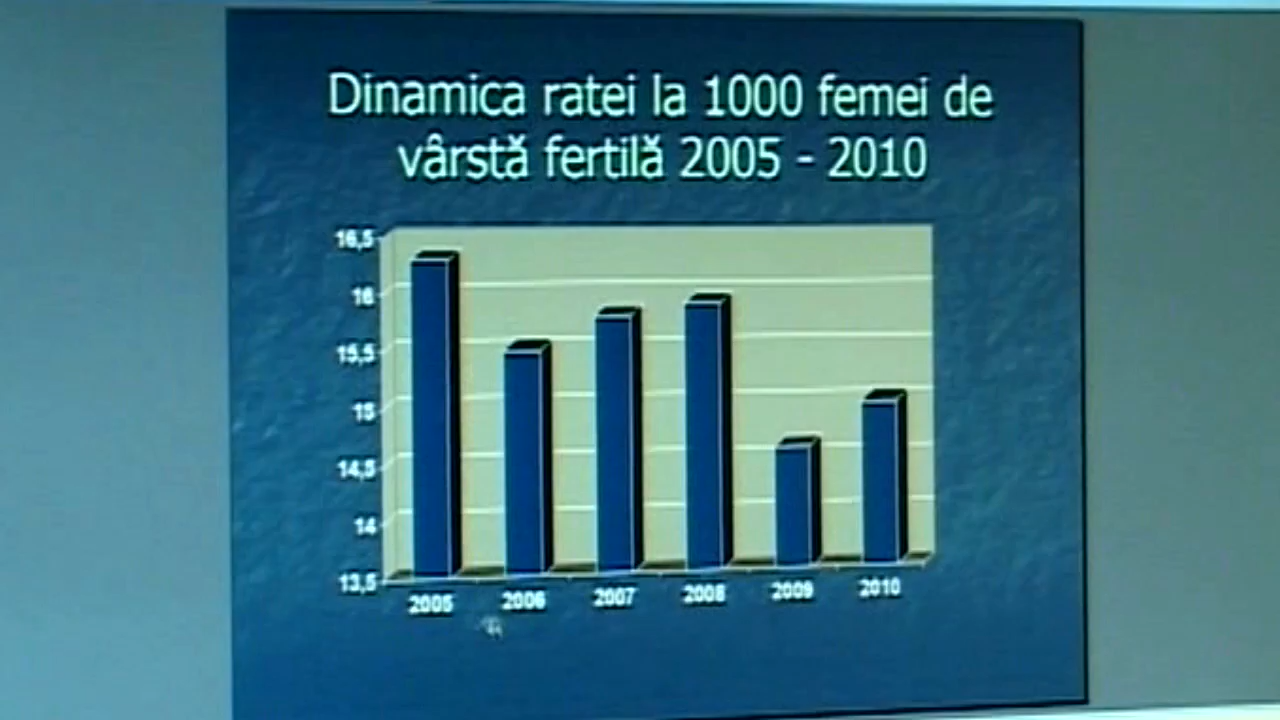 Dinamica ratei la 1000 femei de
vârstă fertilă 2005 - 2010
16,5
16
15,5
15
14,5
14
13,5
2005 2006 2007 2008 2009 2010